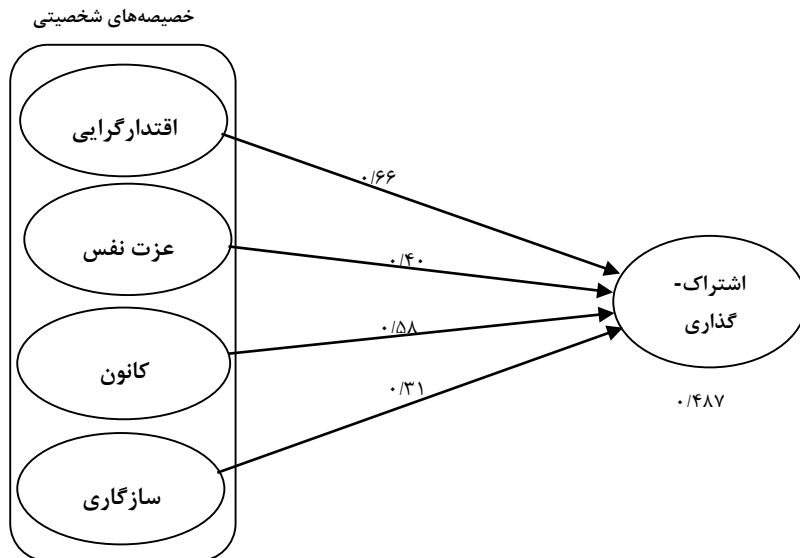 خصیصه‌های شخصیتی
اقتدارگرایی
۰/۶۶
عزت نفس
۰/۴۰
اشتراک-
گذاری
کانون
۰/۵۸
۰/۳۱
۰/۴۸۷
سازگاری